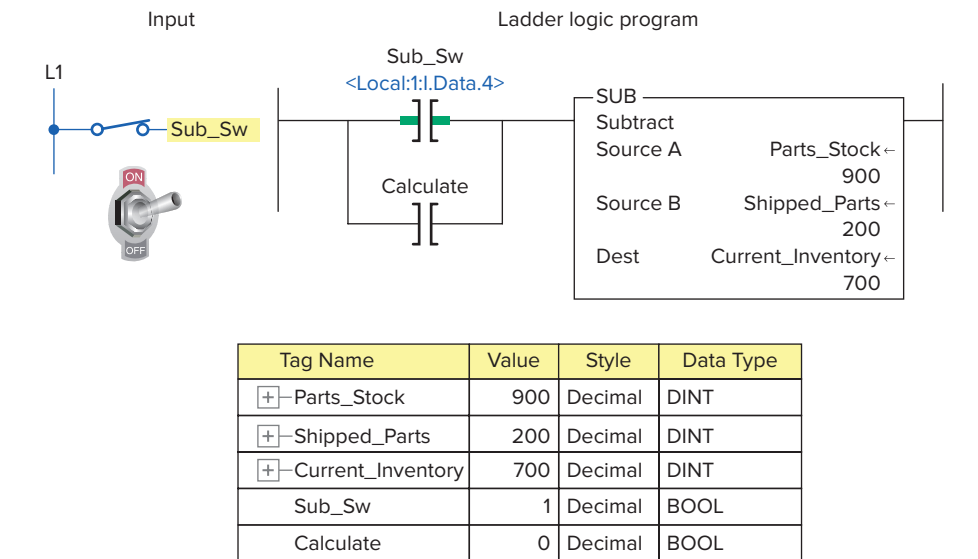 Input
Ladder logic program
L1
Sub_Sw
ON
OFF
Sub_Sw
<Local:1:I.Data.4>
Calculate
SUB
Subtract
Source A Parts_Stock←
900
Source B Shipped_Parts←
200
Dest Current_Inventory←
700
Tag Name Value Style Data Type
Parts_Stock 900 Decimal DINT
Shipped_Parts 200 Decimal DINT
Current_Inventory 700 Decimal DINT
Sub_Sw 1 Decimal BOOL
Calculate 0 Decimal BOOL